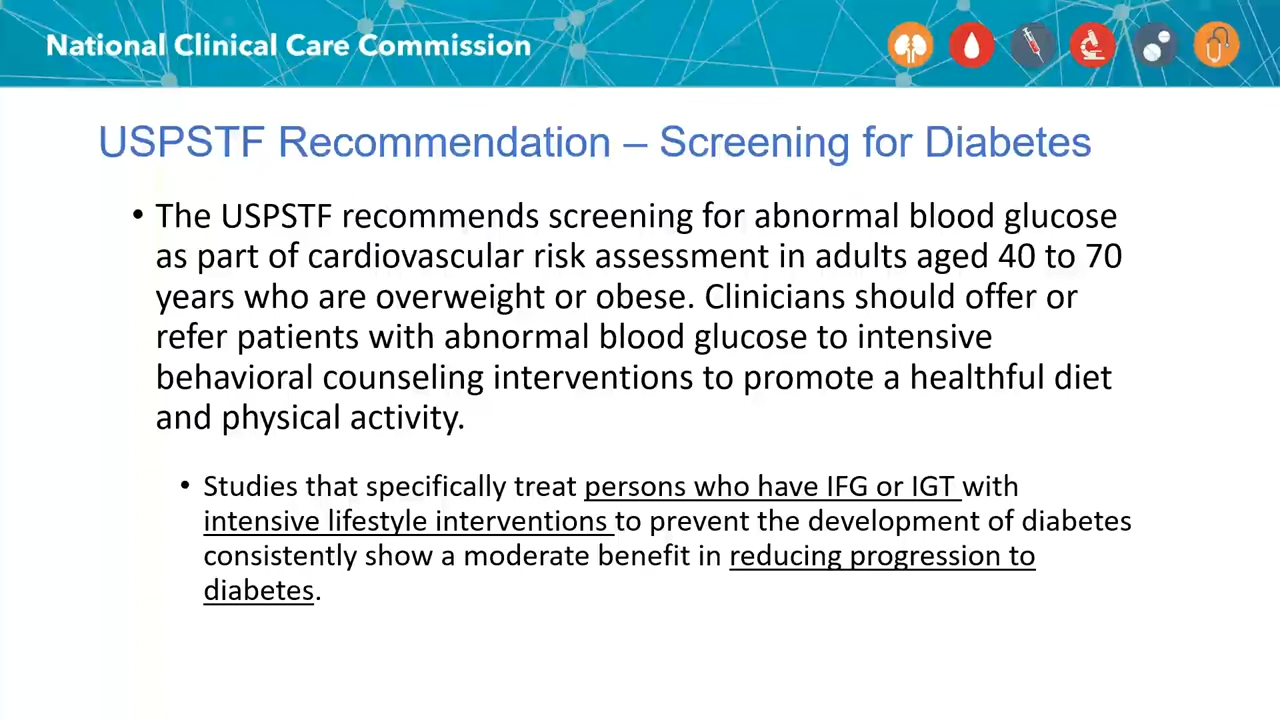 National Clinical Care Commission
USPSTF Recommendation – Screening for Diabetes
• The USPSTF recommends screening for abnormal blood glucose
as part of cardiovascular risk assessment in adults aged 40 to 70
years who are overweight or obese. Clinicians should offer or
refer patients with abnormal blood glucose to intensive
behavioral counseling interventions to promote a healthful diet
and physical activity.
• Studies that specifically treat persons who have IFG or IGT with
intensive lifestyle interventions to prevent the development of diabetes
consistently show a moderate benefit in reducing progression to
diabetes.